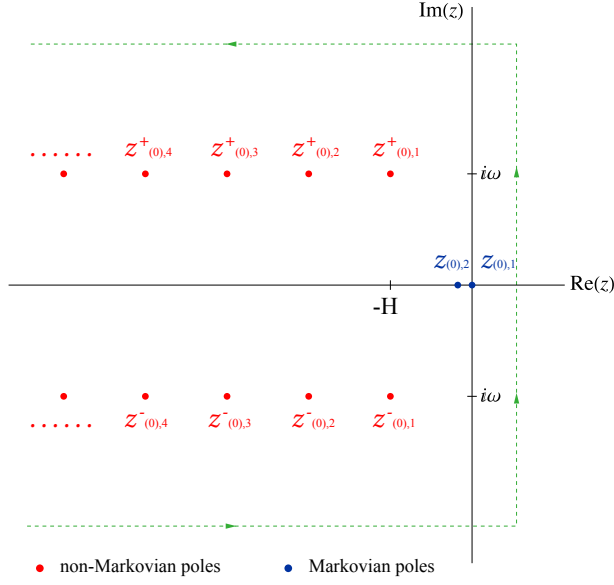 Im(z)
...... z⁺₍₀₎,₄ z⁺₍₀₎,₃ z⁺₍₀₎,₂ z⁺₍₀₎,₁
iω
z₍₀₎,₂ z₍₀₎,₁
Re(z)
-H
iω
...... z⁻₍₀₎,₄ z⁻₍₀₎,₃ z⁻₍₀₎,₂ z⁻₍₀₎,₁
non-Markovian poles Markovian poles